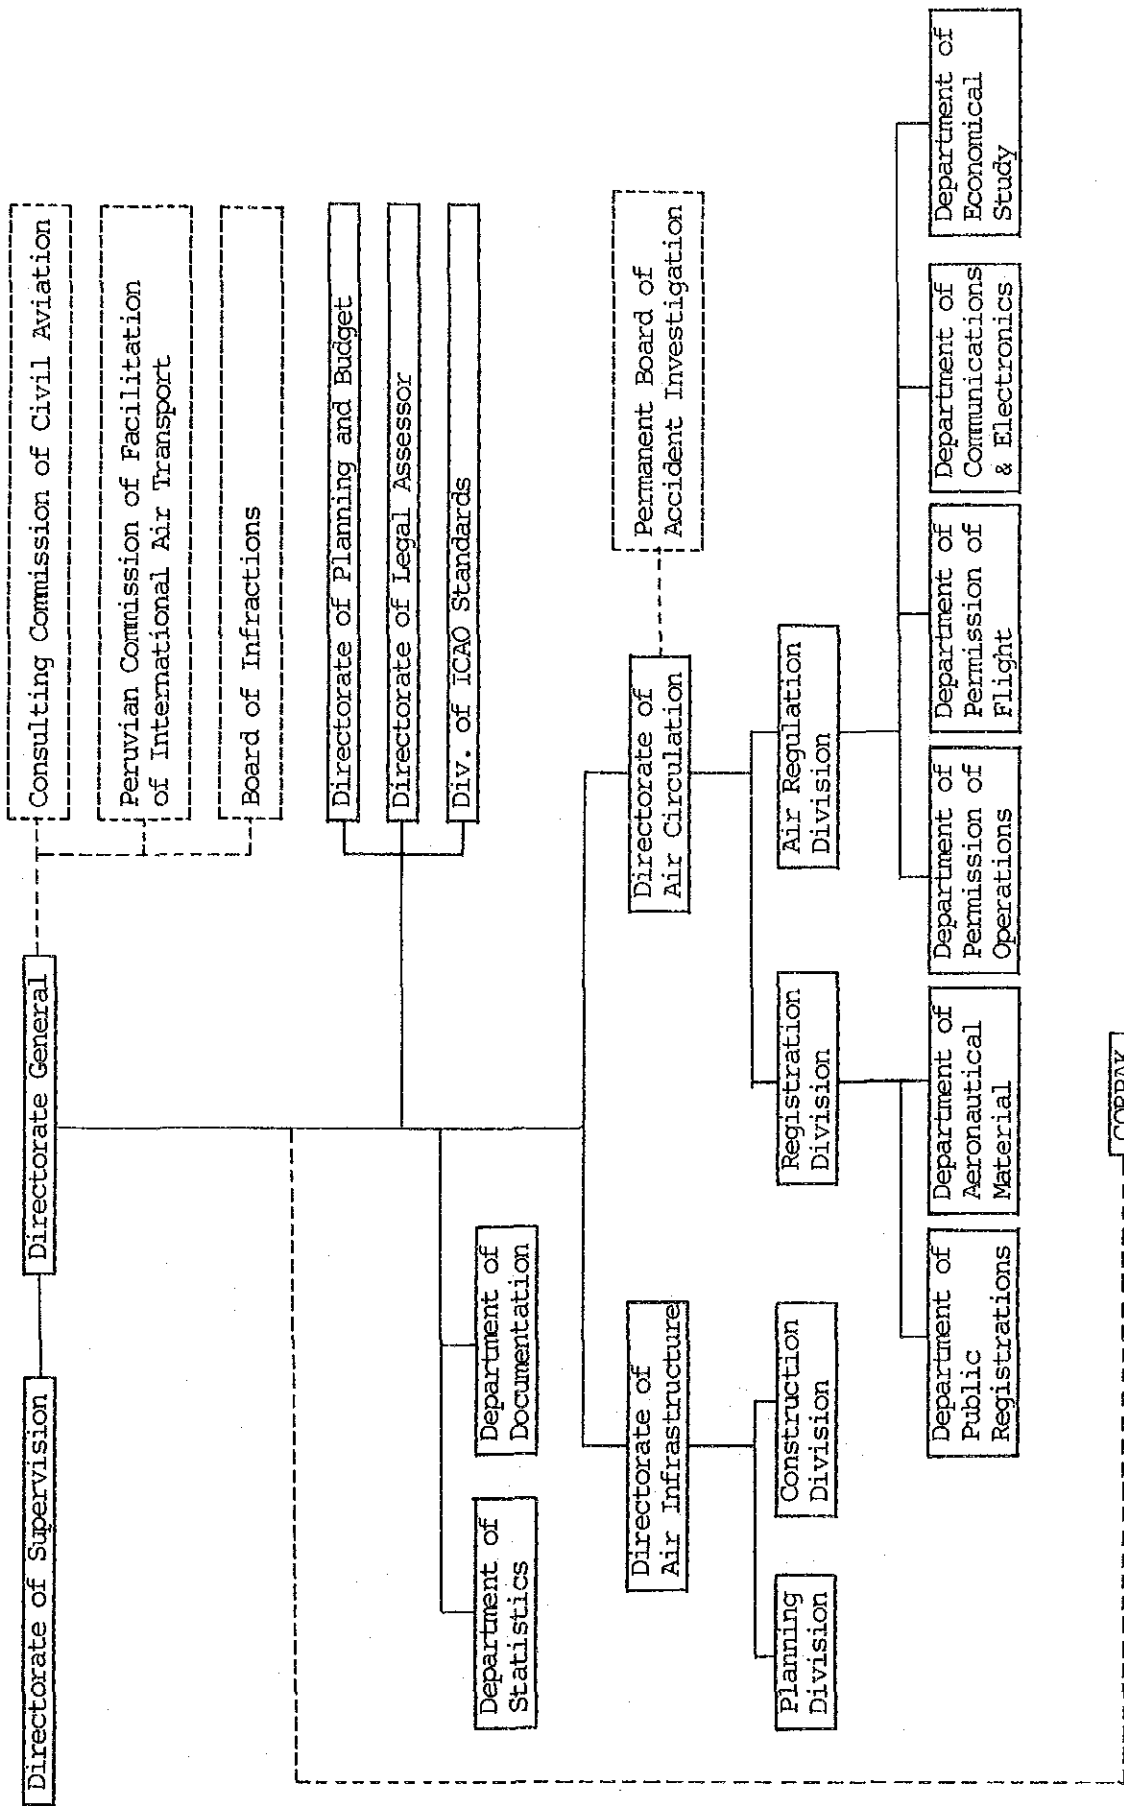 Directorate of Supervision
Directorate General
Consulting Commission of Civil Aviation
Peruvian Commission of Facilitation
of International Air Transport
Board of Infractions
Directorate of Planning and Budget
Directorate of Legal Assessor
Div. of ICAO Standards
Department of
Statistics
Department of
Documentation
Directorate of
Air Infrastructure
Directorate of
Air Circulation
Permanent Board of
Accident Investigation
Planning
Division
Construction
Division
Registration
Division
Air Regulation
Division
Department of
Public
Registrations
Department of
Aeronautical
Material
Department of
Permission of
Operations
Department of
Permission of
Flight
Department of
Communications
& Electronics
Department of
Economical
Study